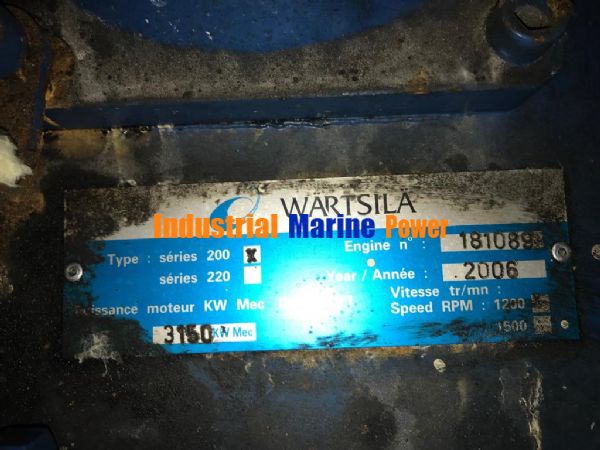 WÄRTSILÄ
Industrial Marine Power
Type : séries 200 X
Engine n° : 181089
séries 220
Year / Année : 2006
Vitesse tr/mn :
Puissance moteur KW Mec
Speed RPM : 1200
3150 KW Mec
1500